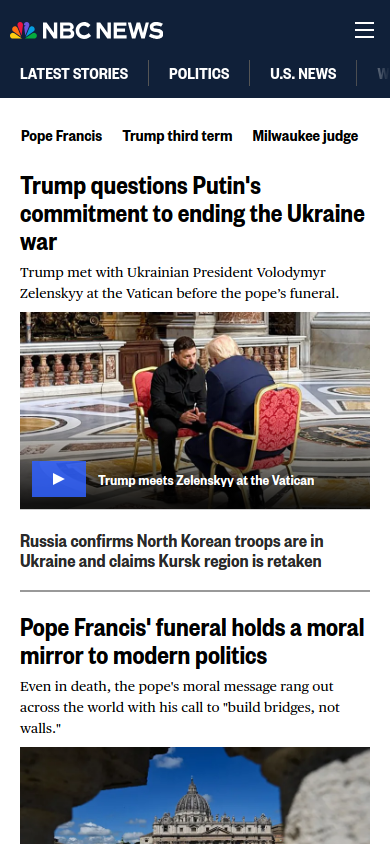 NBC NEWS
LATEST STORIES POLITICS U.S. NEWS
Pope Francis Trump third term Milwaukee judge
Trump questions Putin's
commitment to ending the Ukraine
war
Trump met with Ukrainian President Volodymyr
Zelenskyy at the Vatican before the pope’s funeral.
Trump meets Zelenskyy at the Vatican
Russia confirms North Korean troops are in
Ukraine and claims Kursk region is retaken
Pope Francis' funeral holds a moral
mirror to modern politics
Even in death, the pope's moral message rang out
across the world with his call to "build bridges, not
walls."